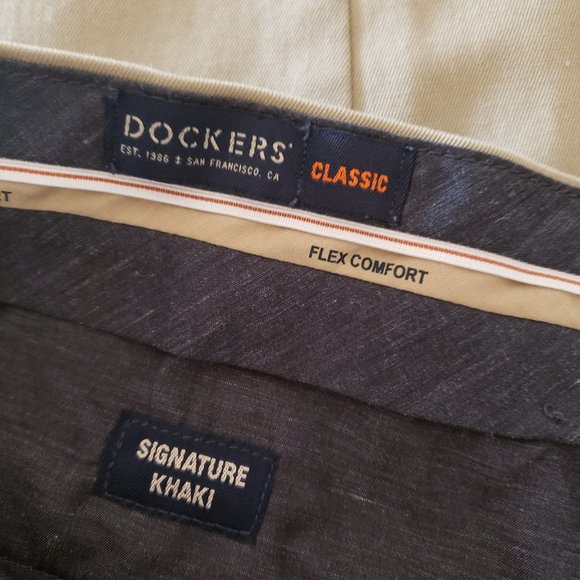 DOCKERS
EST. 1986 ⚓ SAN FRANCISCO, CA
CLASSIC
FLEX COMFORT
SIGNATURE
KHAKI